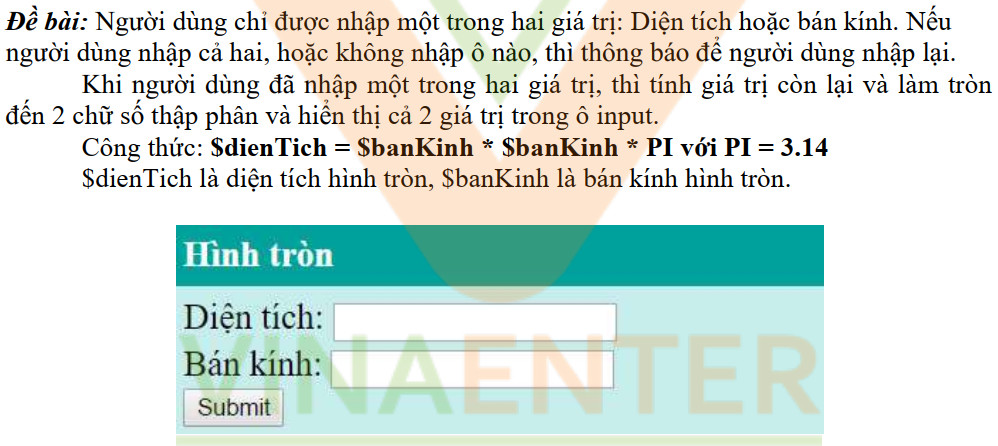 Đề bài: Người dùng chỉ được nhập một trong hai giá trị: Diện tích hoặc bán kính. Nếu
người dùng nhập cả hai, hoặc không nhập ô nào, thì thông báo để người dùng nhập lại.
Khi người dùng đã nhập một trong hai giá trị, thì tính giá trị còn lại và làm tròn
đến 2 chữ số thập phân và hiển thị cả 2 giá trị trong ô input.
Công thức: $dienTich = $banKinh * $banKinh * PI với PI = 3.14
$dienTich là diện tích hình tròn, $banKinh là bán kính hình tròn.
Hình tròn
Diện tích:
Bán kính:
VINAENTER
Submit